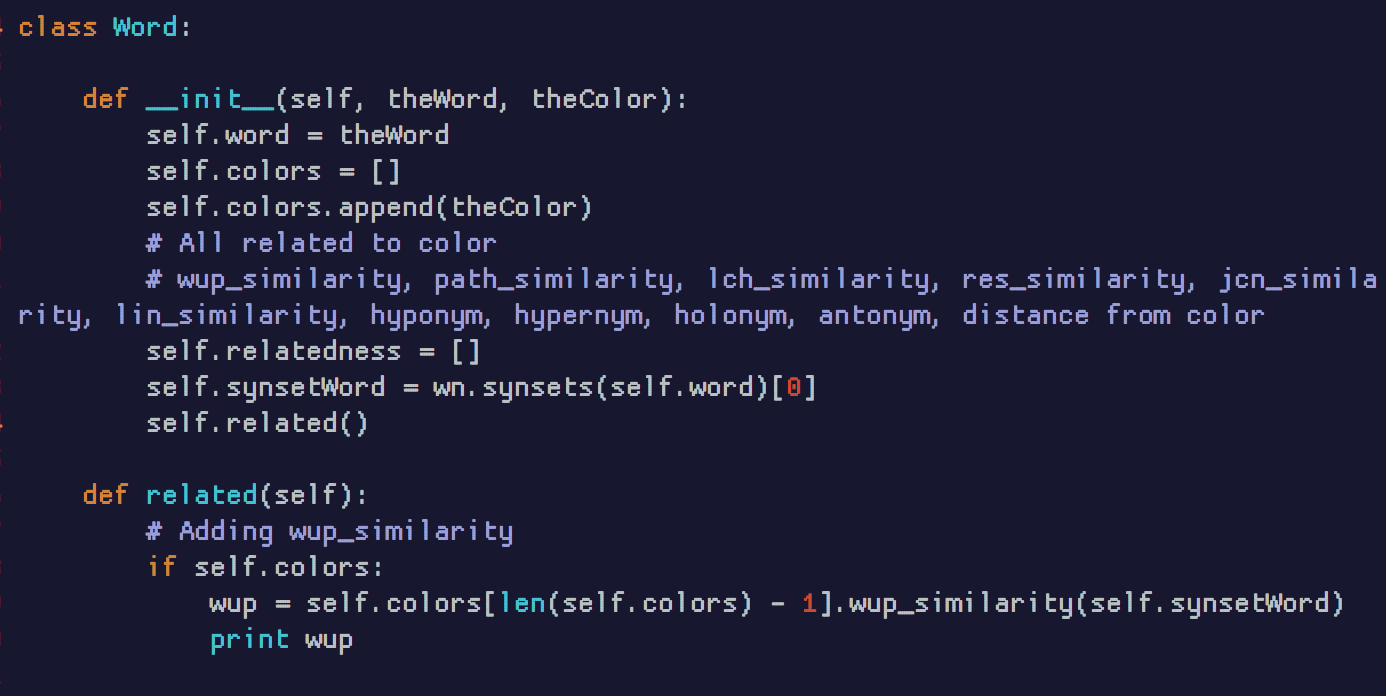 class Word:
    def __init__(self, theWord, theColor):
        self.word = theWord
        self.colors = []
        self.colors.append(theColor)
        # All related to color
        # wup_similarity, path_similarity, lch_similarity, res_similarity, jcn_simila
rity, lin_similarity, hyponym, hypernym, holonym, antonym, distance from color
        self.relatedness = []
        self.synsetWord = wn.synsets(self.word)[0]
        self.related()
    def related(self):
        # Adding wup_similarity
        if self.colors:
            wup = self.colors[len(self.colors) - 1].wup_similarity(self.synsetWord)
            print wup